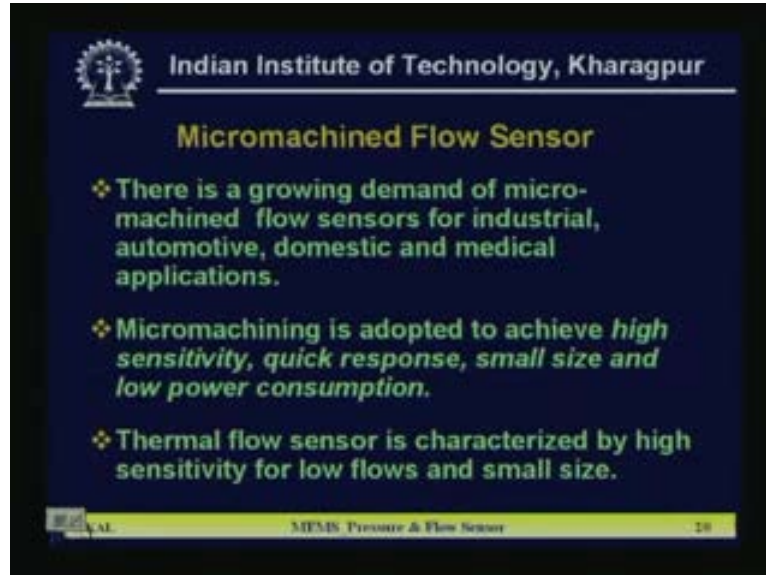 Indian Institute of Technology, Kharagpur
Micromachined Flow Sensor
❖There is a growing demand of micro-
machined flow sensors for industrial,
automotive, domestic and medical
applications.
❖Micromachining is adopted to achieve high
sensitivity, quick response, small size and
low power consumption.
❖Thermal flow sensor is characterized by high
sensitivity for low flows and small size.
KAL MEMS_Pressure & Flow Sensor